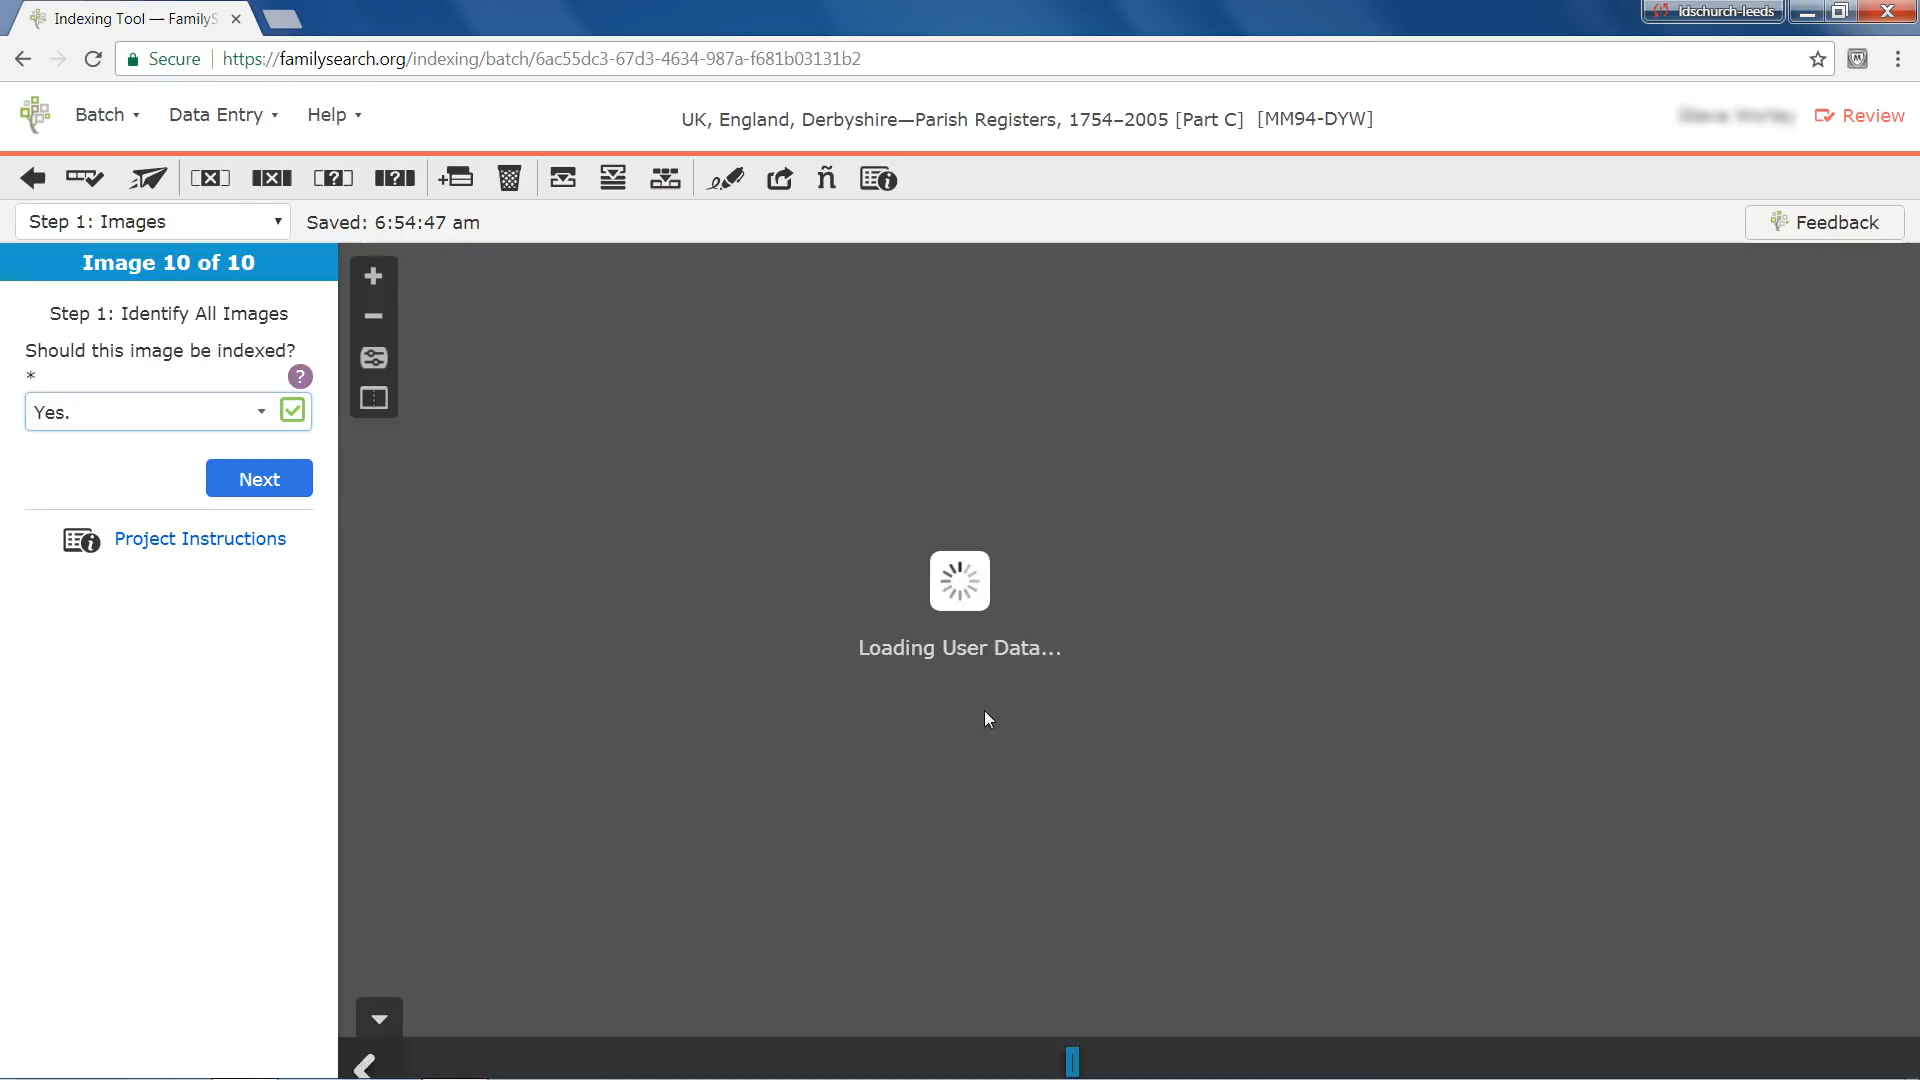 Indexing Tool — FamilyS
ldschurch-leeds
Secure
https://familysearch.org/indexing/batch/6ac55dc3-67d3-4634-987a-f681b03131b2
Batch
Data Entry
Help
UK, England, Derbyshire—Parish Registers, 1754–2005 [Part C] [MM94-DYW]
Review
Step 1: Images
Saved: 6:54:47 am
Feedback
Image 10 of 10
Step 1: Identify All Images
Should this image be indexed?
*
?
Yes.
Next
Project Instructions
Loading User Data...